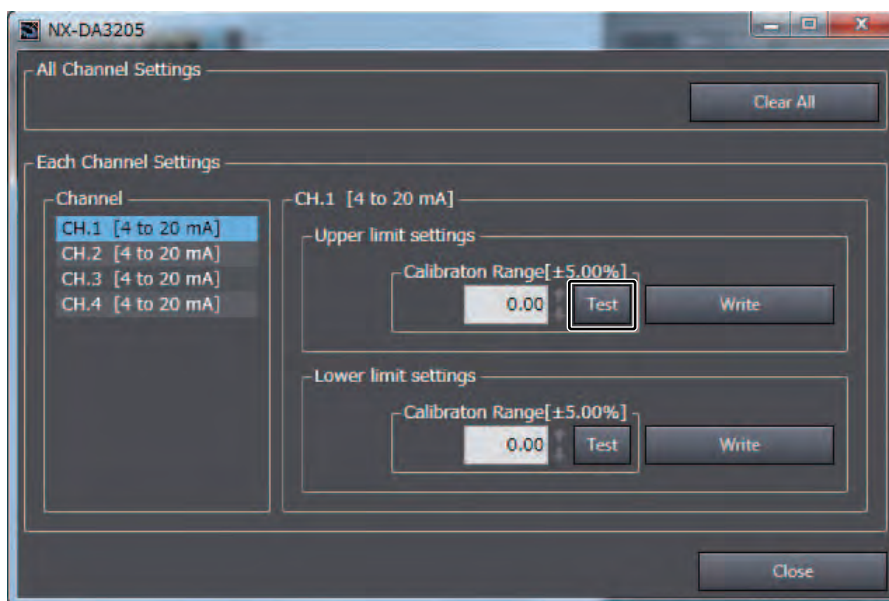 NX-DA3205
All Channel Settings
Clear All
Each Channel Settings
Channel
CH.1 [4 to 20 mA]
CH.2 [4 to 20 mA]
CH.3 [4 to 20 mA]
CH.4 [4 to 20 mA]
CH.1 [4 to 20 mA]
Upper limit settings
Calibraton Range[±5.00%]
0.00 Test Write
Lower limit settings
Calibraton Range[±5.00%]
0.00 Test Write
Close